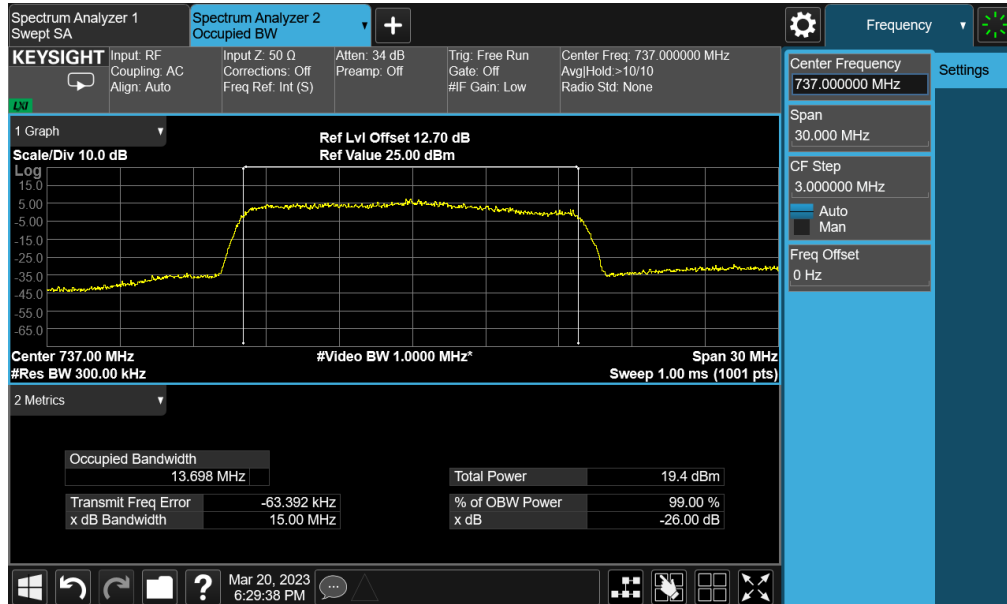 Spectrum Analyzer 1
Swept SA
Spectrum Analyzer 2
Occupied BW
Frequency
KEYSIGHT
LXI
Input: RF
Coupling: AC
Align: Auto
Input Z: 50 Ω
Corrections: Off
Freq Ref: Int (S)
Atten: 34 dB
Preamp: Off
Trig: Free Run
Gate: Off
#IF Gain: Low
Center Freq: 737.000000 MHz
Avg|Hold:>10/10
Radio Std: None
Center Frequency
737.000000 MHz
Settings
Span
30.000 MHz
CF Step
3.000000 MHz
Auto
Man
Freq Offset
0 Hz
1 Graph
Scale/Div 10.0 dB
Ref Lvl Offset 12.70 dB
Ref Value 25.00 dBm
Log
15.0
5.00
-5.00
-15.0
-25.0
-35.0
-45.0
-55.0
-65.0
Center 737.00 MHz
#Video BW 1.0000 MHz*
Span 30 MHz
#Res BW 300.00 kHz
Sweep 1.00 ms (1001 pts)
2 Metrics
Occupied Bandwidth
13.698 MHz
Total Power 19.4 dBm
Transmit Freq Error -63.392 kHz
% of OBW Power 99.00 %
x dB Bandwidth 15.00 MHz
x dB -26.00 dB
?
Mar 20, 2023
6:29:38 PM